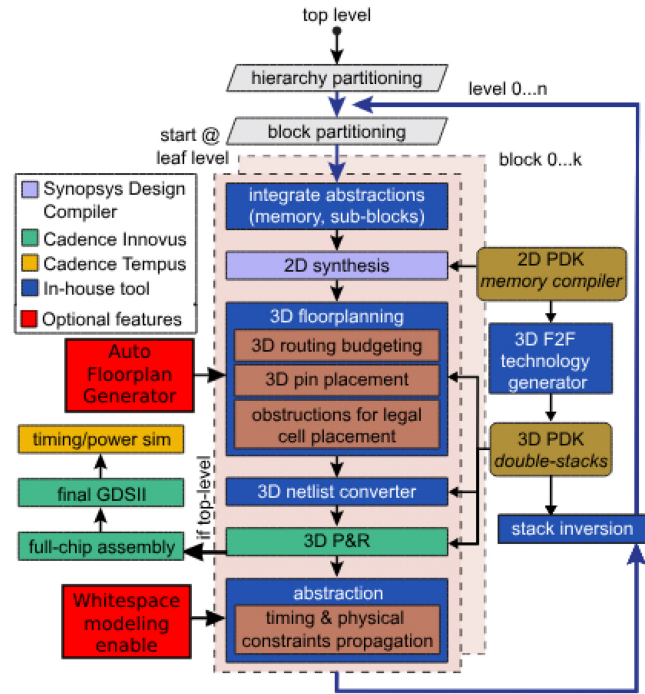 top level
hierarchy partitioning
level 0...n
start @
leaf level
block partitioning
block 0...k
Synopsys Design
Compiler
Cadence Innovus
Cadence Tempus
In-house tool
Optional features
integrate abstractions
(memory, sub-blocks)
2D synthesis
2D PDK
memory compiler
3D floorplanning
3D routing budgeting
3D pin placement
obstructions for legal
cell placement
Auto
Floorplan
Generator
3D F2F
technology
generator
3D PDK
double-stacks
timing/power sim
final GDSII
full-chip assembly
if top-level
3D netlist converter
3D P&R
stack inversion
abstraction
timing & physical
constraints propagation
Whitespace
modeling
enable